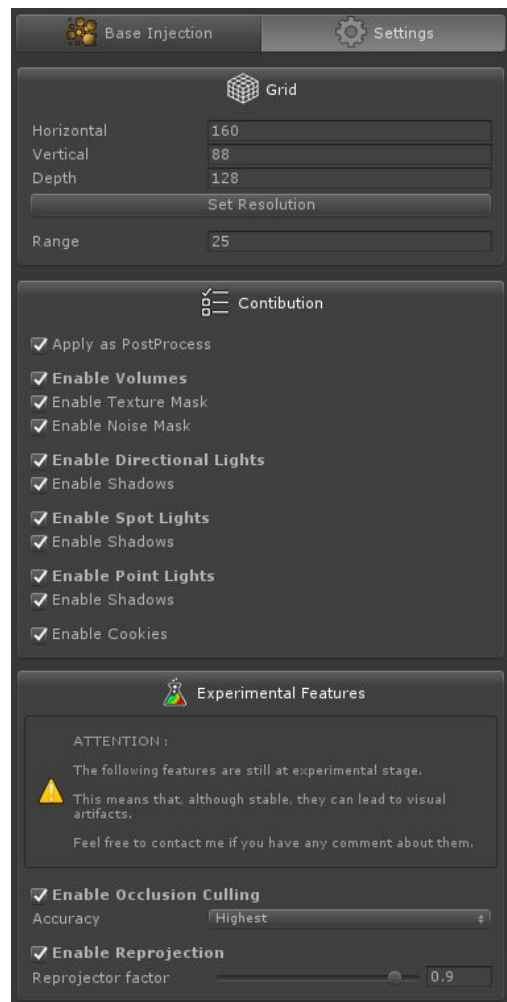 Base Injection
Settings
Grid
Horizontal 160
Vertical 88
Depth 128
Set Resolution
Range 25
Contibution
Apply as PostProcess
Enable Volumes
Enable Texture Mask
Enable Noise Mask
Enable Directional Lights
Enable Shadows
Enable Spot Lights
Enable Shadows
Enable Point Lights
Enable Shadows
Enable Cookies
Experimental Features
ATTENTION :
The following features are still at experimental stage.
This means that, although stable, they can lead to visual
artifacts.
Feel free to contact me if you have any comment about them.
Enable Occlusion Culling
Accuracy Highest
Enable Reprojection
Reprojector factor 0.9